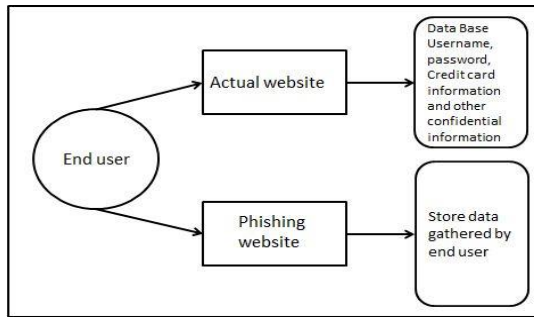 End user
Actual website
Data Base
Username,
password,
Credit card
information
and other
confidential
information
Phishing
website
Store data
gathered by
end user